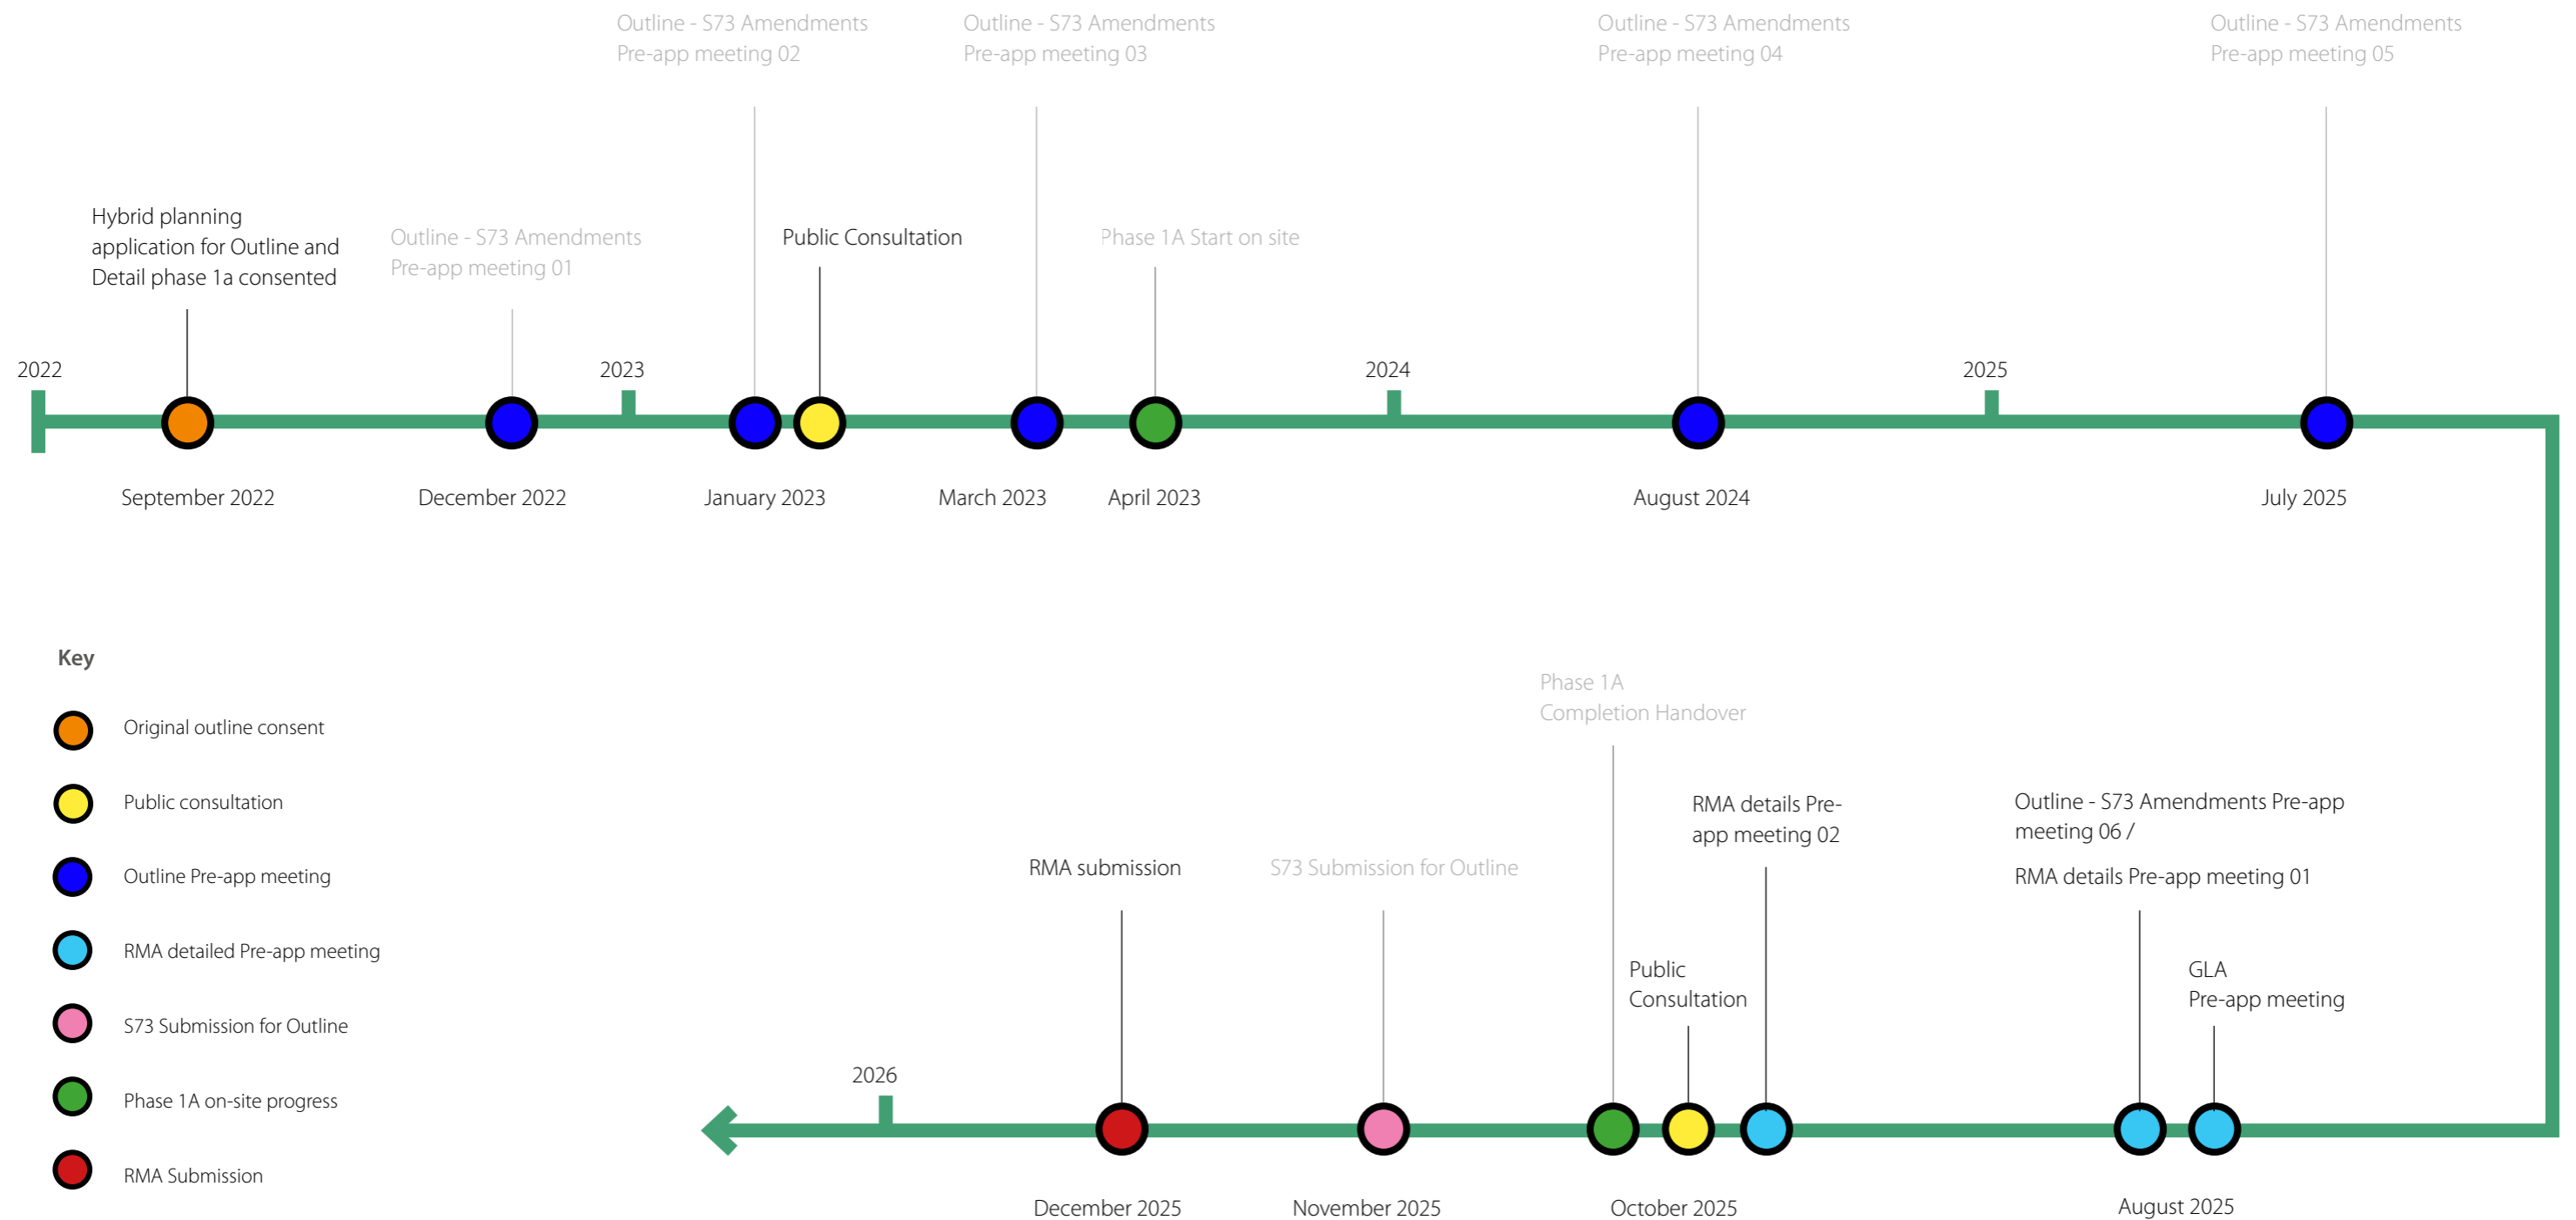 Outline - S73 Amendments
Pre-app meeting 02
Outline - S73 Amendments
Pre-app meeting 03
Outline - S73 Amendments
Pre-app meeting 04
Outline - S73 Amendments
Pre-app meeting 05
Hybrid planning
application for Outline and
Detail phase 1a consented
Outline - S73 Amendments
Pre-app meeting 01
Public Consultation
Phase 1A Start on site
2022
2023
2024
2025
September 2022
December 2022
January 2023
March 2023
April 2023
August 2024
July 2025
Key
Original outline consent
Public consultation
Outline Pre-app meeting
RMA detailed Pre-app meeting
S73 Submission for Outline
Phase 1A on-site progress
RMA Submission
Phase 1A
Completion Handover
RMA details Pre-
app meeting 02
Outline - S73 Amendments Pre-app
meeting 06 /
RMA details Pre-app meeting 01
RMA submission
S73 Submission for Outline
Public
Consultation
GLA
Pre-app meeting
2026
December 2025
November 2025
October 2025
August 2025